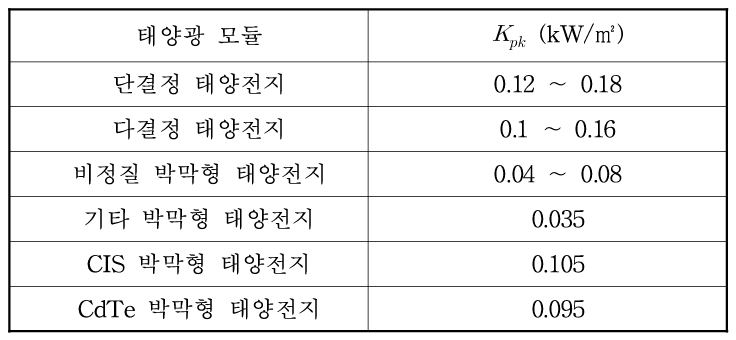 태양광 모듈 K_pk (kW/㎡)
단결정 태양전지 0.12 ~ 0.18
다결정 태양전지 0.1 ~ 0.16
비정질 박막형 태양전지 0.04 ~ 0.08
기타 박막형 태양전지 0.035
CIS 박막형 태양전지 0.105
CdTe 박막형 태양전지 0.095